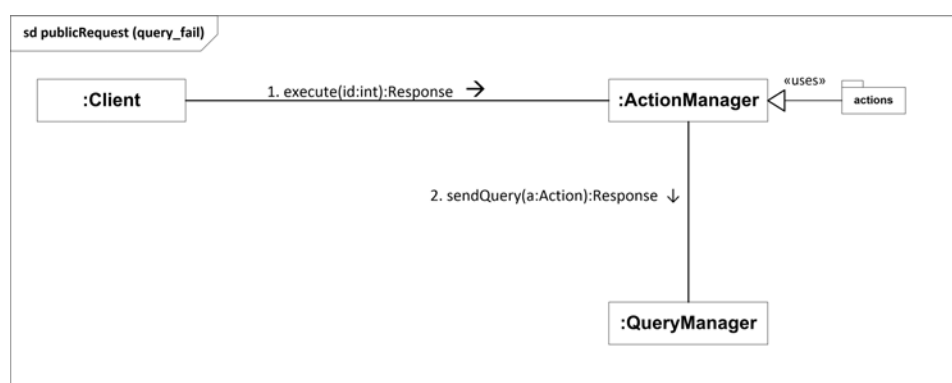 sd publicRequest (query_fail)
:Client
1. execute(id:int):Response →
:ActionManager
«uses»
actions
2. sendQuery(a:Action):Response ↓
:QueryManager